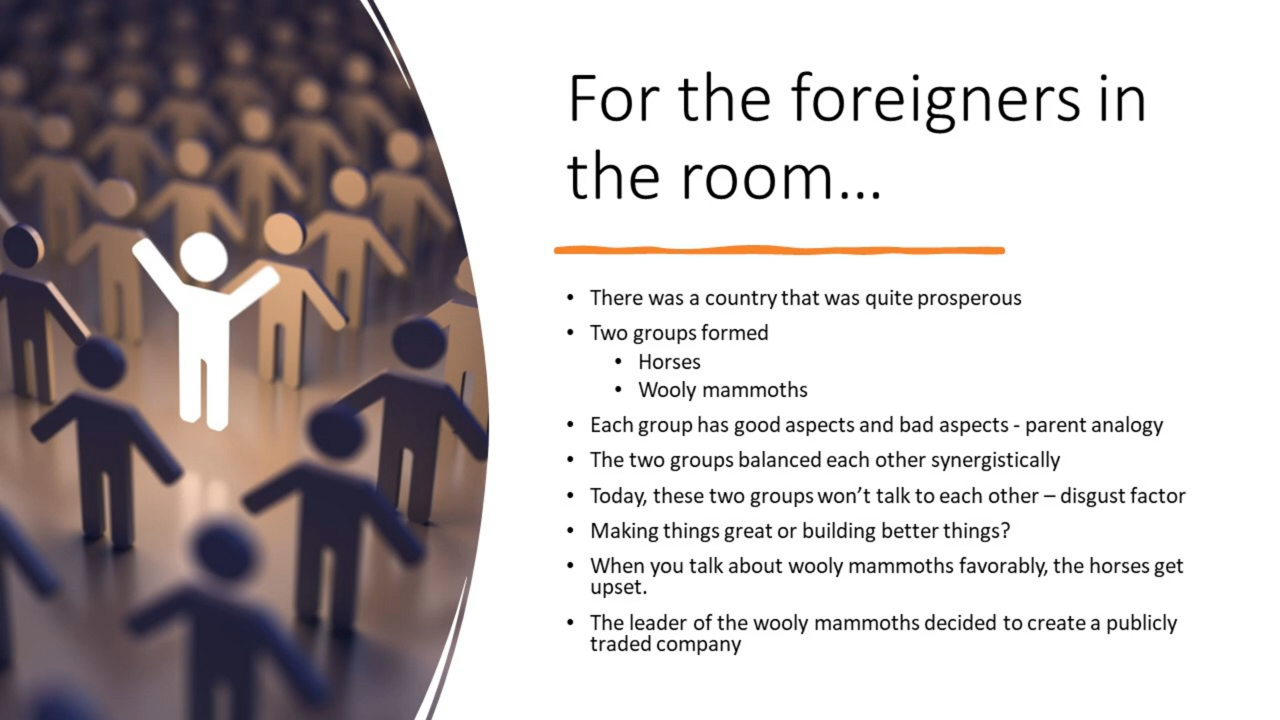 For the foreigners in
the room...
• There was a country that was quite prosperous
• Two groups formed
• Horses
• Wooly mammoths
• Each group has good aspects and bad aspects - parent analogy
• The two groups balanced each other synergistically
• Today, these two groups won’t talk to each other – disgust factor
• Making things great or building better things?
• When you talk about wooly mammoths favorably, the horses get
upset.
• The leader of the wooly mammoths decided to create a publicly
traded company